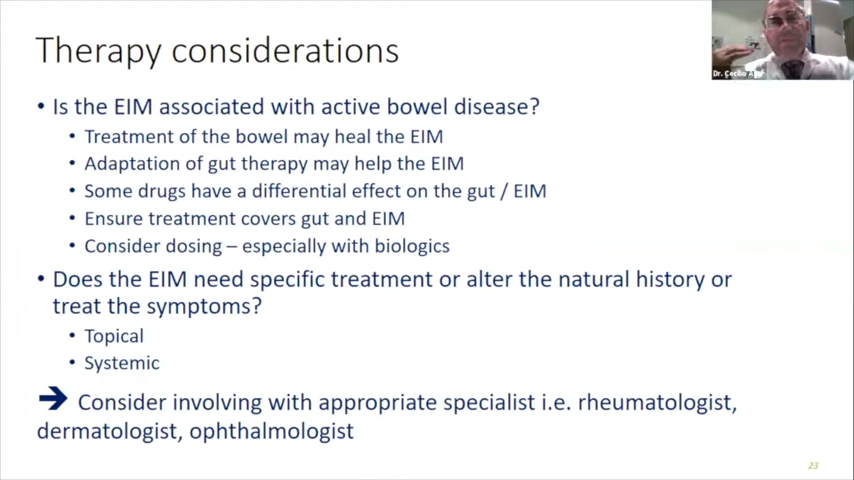 Therapy considerations
Dr. Cecilio
• Is the EIM associated with active bowel disease?
• Treatment of the bowel may heal the EIM
• Adaptation of gut therapy may help the EIM
• Some drugs have a differential effect on the gut / EIM
• Ensure treatment covers gut and EIM
• Consider dosing – especially with biologics
• Does the EIM need specific treatment or alter the natural history or
treat the symptoms?
• Topical
• Systemic
➔ Consider involving with appropriate specialist i.e. rheumatologist,
dermatologist, ophthalmologist
23